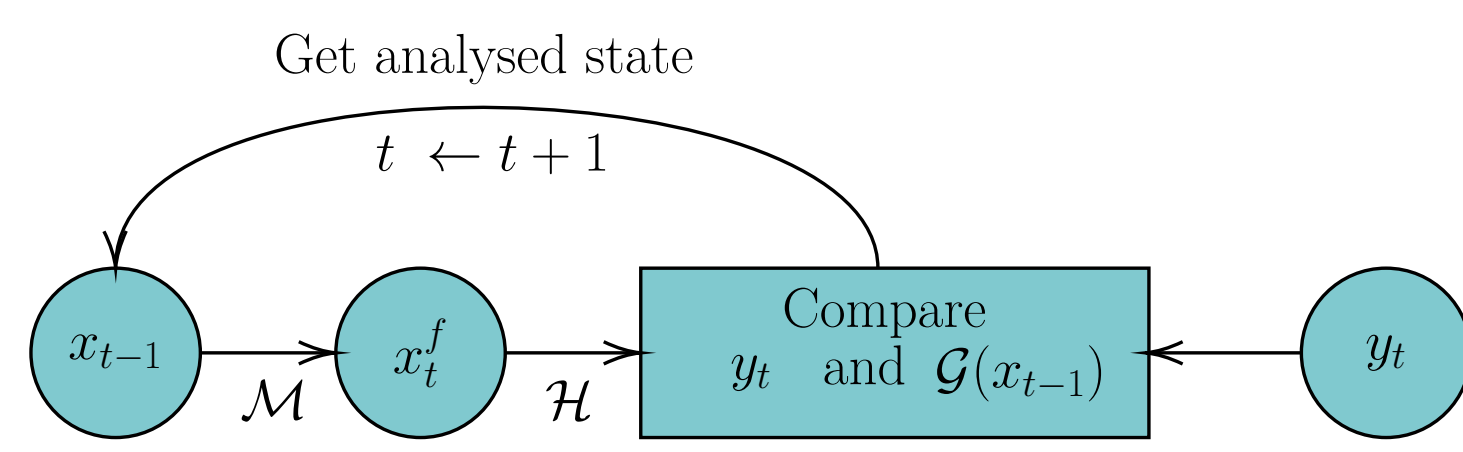 Get analysed state
t ← t + 1
x_{t−1}
x_t^f
Compare
y_t and 𝒢(x_{t−1})
y_t
ℳ
ℋ